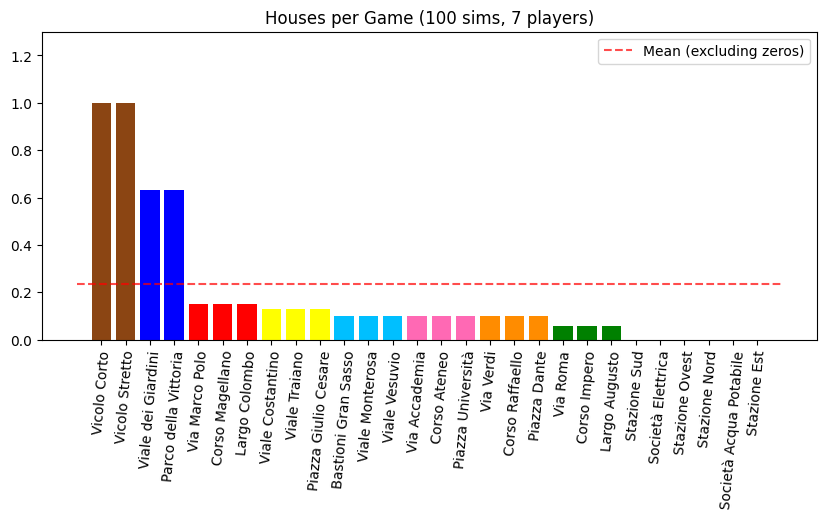 Houses per Game (100 sims, 7 players)
Mean (excluding zeros)
1.2
1.0
0.8
0.6
0.4
0.2
0.0
Vicolo Corto
Vicolo Stretto
Viale dei Giardini
Parco della Vittoria
Via Marco Polo
Corso Magellano
Largo Colombo
Viale Costantino
Viale Traiano
Piazza Giulio Cesare
Bastioni Gran Sasso
Viale Monterosa
Viale Vesuvio
Via Accademia
Corso Ateneo
Piazza Università
Via Verdi
Corso Raffaello
Piazza Dante
Via Roma
Corso Impero
Largo Augusto
Stazione Sud
Società Elettrica
Stazione Ovest
Stazione Nord
Società Acqua Potabile
Stazione Est